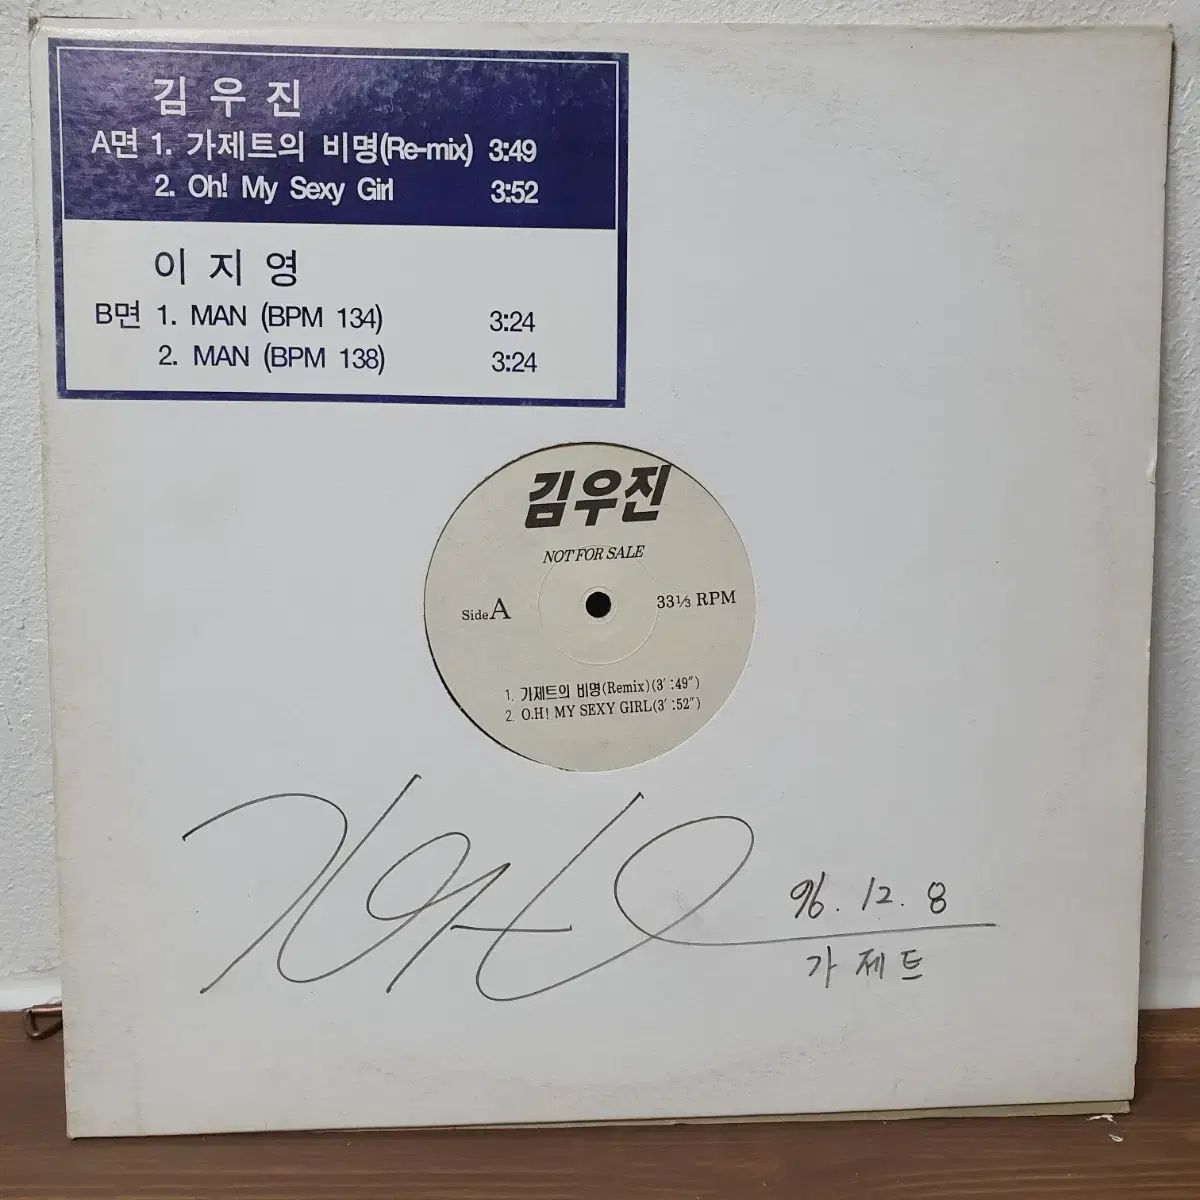 김 우 진
A면 1. 가제트의 비명(Re-mix) 3:49
2. Oh! My Sexy Girl 3:52
이 지 영
B면 1. MAN (BPM 134) 3:24
2. MAN (BPM 138) 3:24
김우진
NOT FOR SALE
Side A 33⅓ RPM
1. 가제트의 비명(Remix)(3′:49″)
2. O.H! MY SEXY GIRL(3′:52″)
96.12.8
가제트